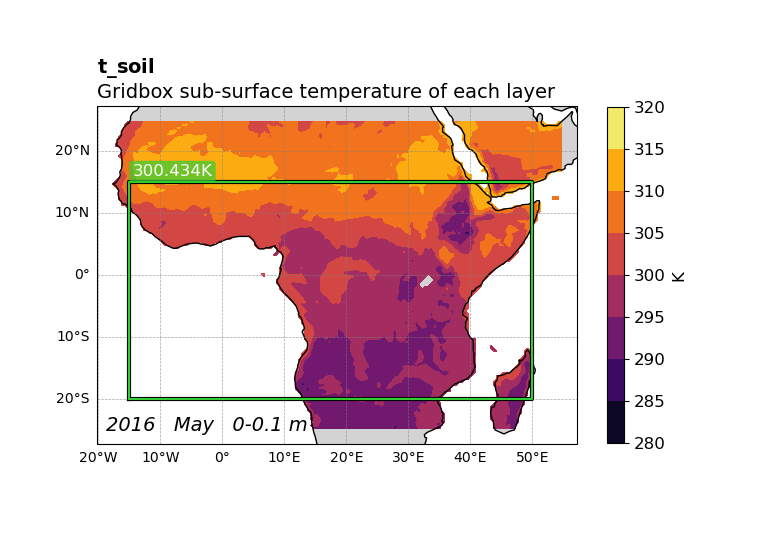 t_soil
Gridbox sub-surface temperature of each layer
320
315
310
305
300
295
290
285
280
K
20°N
10°N
0°
10°S
20°S
300.434K
2016 May 0-0.1 m
20°W 10°W 0° 10°E 20°E 30°E 40°E 50°E